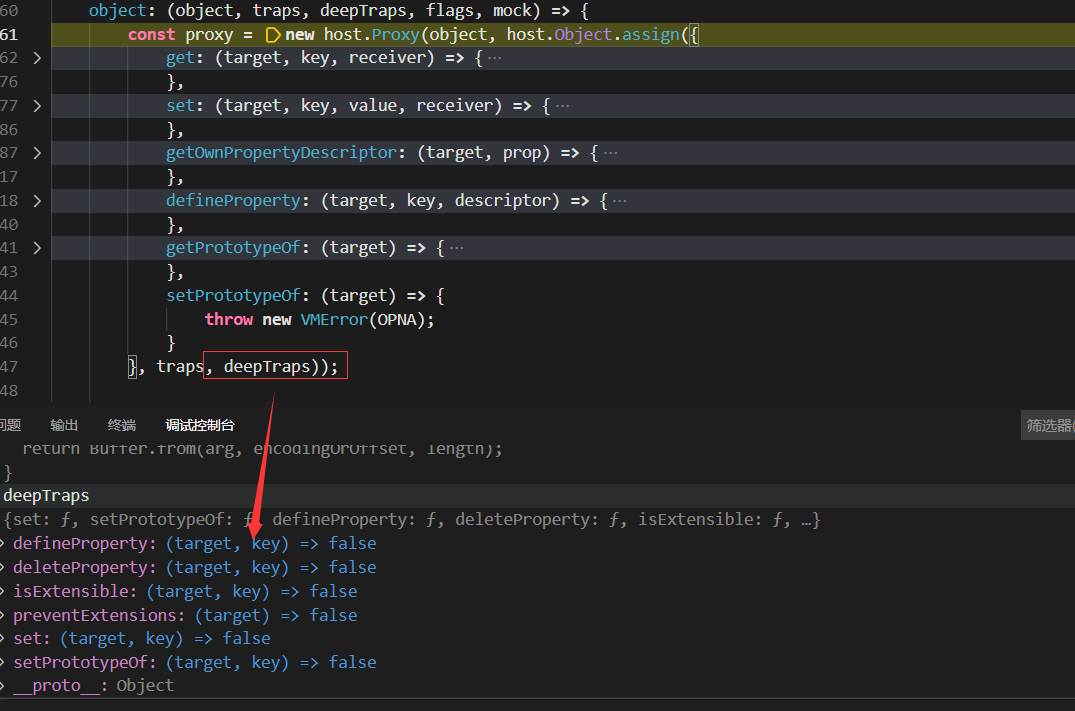 60 object: (object, traps, deepTraps, flags, mock) => {
61 const proxy = new host.Proxy(object, host.Object.assign({
62 get: (target, key, receiver) => { ···
76 },
77 set: (target, key, value, receiver) => { ···
86 },
87 getOwnPropertyDescriptor: (target, prop) => { ···
17 },
18 defineProperty: (target, key, descriptor) => { ···
40 },
41 getPrototypeOf: (target) => { ···
43 },
44 setPrototypeOf: (target) => {
45 throw new VMError(OPNA);
46 }
47 }, traps, deepTraps));
48
问题 输出 终端 调试控制台 筛选器
return Buffer.from(arg, encodingOrOffset, length);
}
deepTraps
{set: ƒ, setPrototypeOf: ƒ, defineProperty: ƒ, deleteProperty: ƒ, isExtensible: ƒ, …}
defineProperty: (target, key) => false
deleteProperty: (target, key) => false
isExtensible: (target, key) => false
preventExtensions: (target) => false
set: (target, key) => false
setPrototypeOf: (target, key) => false
__proto__: Object